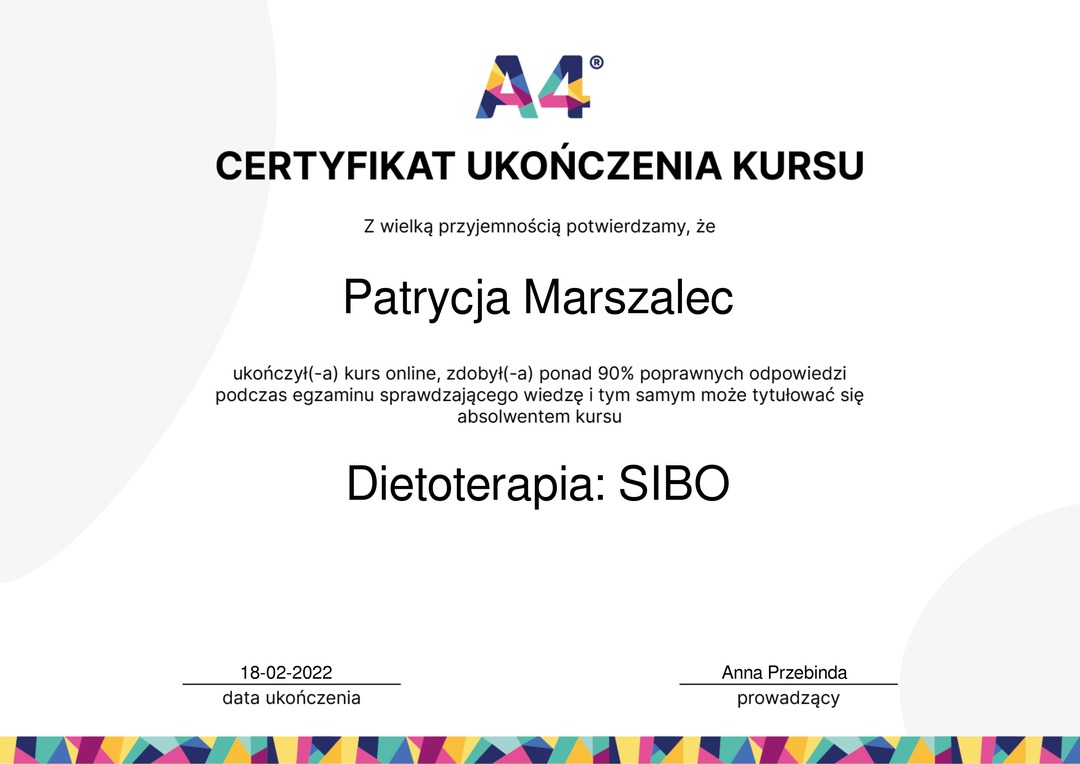 A4®
CERTYFIKAT UKOŃCZENIA KURSU
Z wielką przyjemnością potwierdzamy, że
Patrycja Marszalec
ukończył(-a) kurs online, zdobył(-a) ponad 90% poprawnych odpowiedzi
podczas egzaminu sprawdzającego wiedzę i tym samym może tytułować się
absolwentem kursu
Dietoterapia: SIBO
18-02-2022
data ukończenia
Anna Przebinda
prowadzący